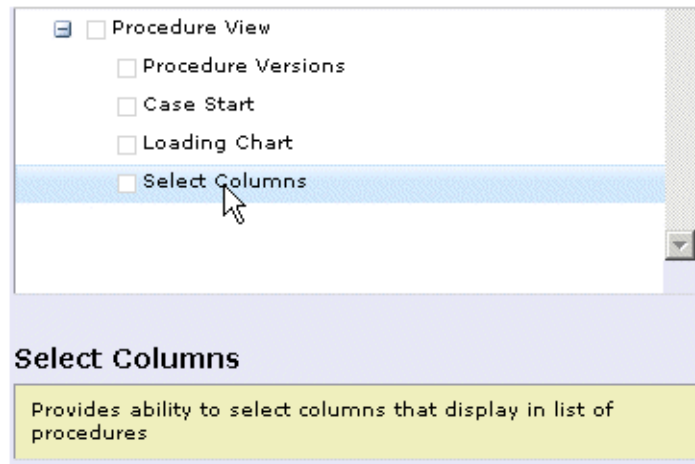 Procedure View
Procedure Versions
Case Start
Loading Chart
Select Columns
Select Columns
Provides ability to select columns that display in list of
procedures